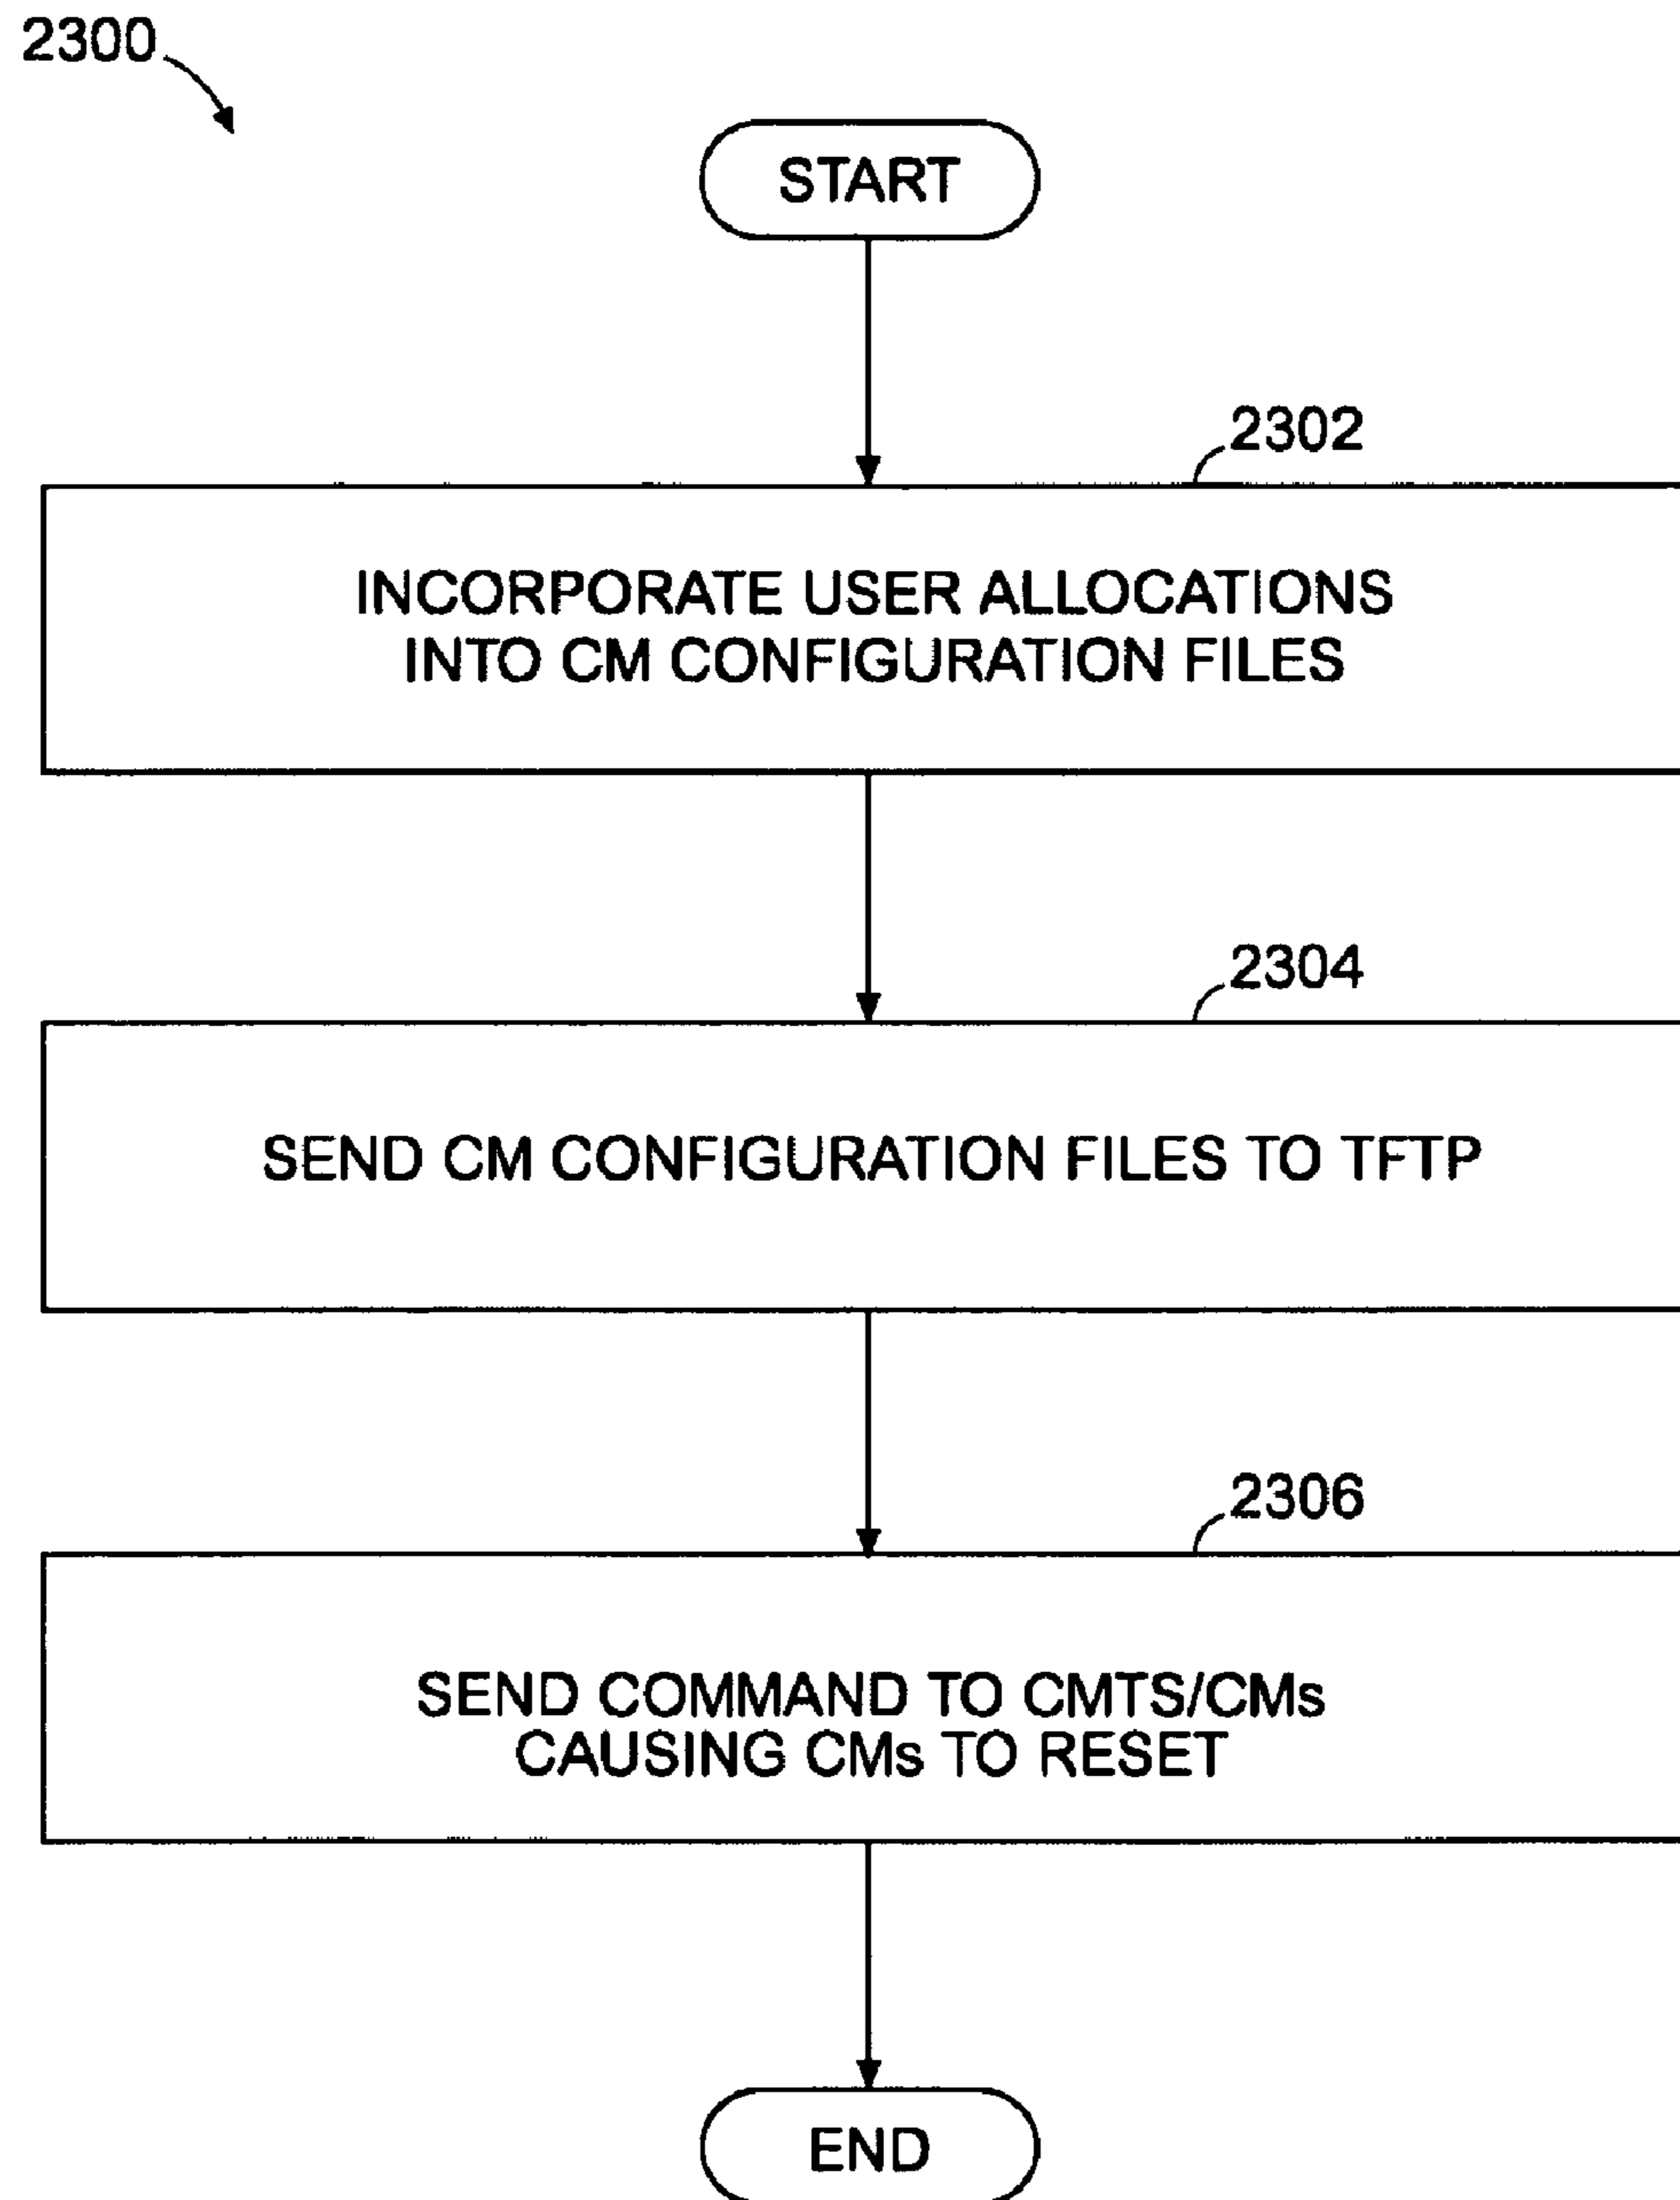 2300
START
2302
INCORPORATE USER ALLOCATIONS
INTO CM CONFIGURATION FILES
2304
SEND CM CONFIGURATION FILES TO TFTP
2306
SEND COMMAND TO CMTS/CMs
CAUSING CMs TO RESET
END